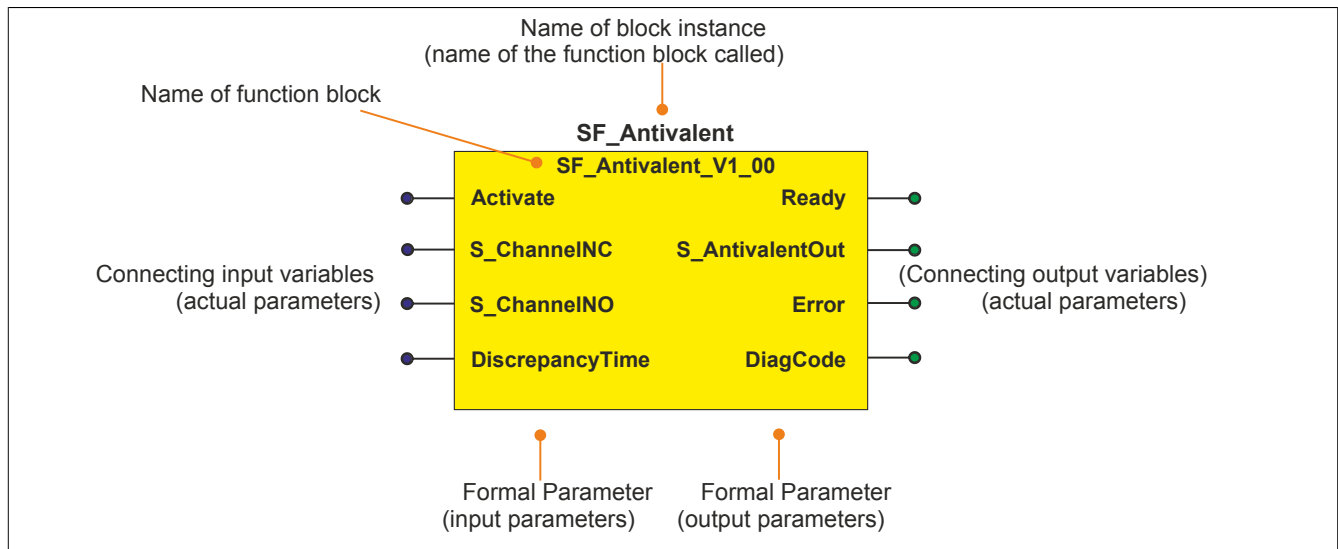 Name of block instance
(name of the function block called)
Name of function block
SF_Antivalent
SF_Antivalent_V1_00
Activate
Ready
S_ChannelNC
S_AntivalentOut
Connecting input variables
(actual parameters)
(Connecting output variables)
(actual parameters)
S_ChannelNO
Error
DiscrepancyTime
DiagCode
Formal Parameter
(input parameters)
Formal Parameter
(output parameters)